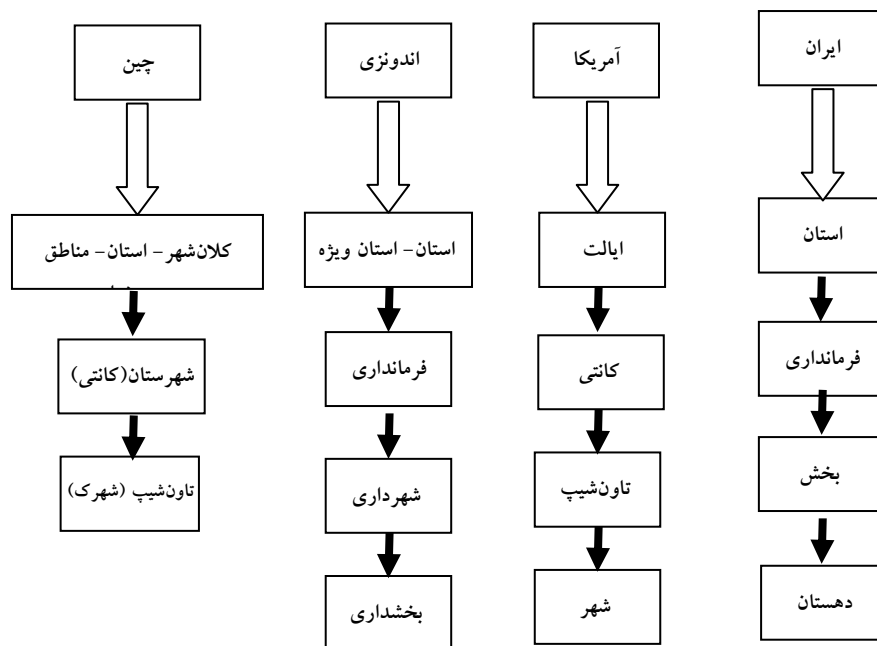 ایران
آمریکا
اندونزی
چین
استان
ایالت
استان- استان ویژه
کلان‌شهر - استان- مناطق
فرمانداری
کانتی
فرمانداری
شهرستان(کانتی)
بخش
تاون‌شیپ
شهرداری
تاون‌شیپ (شهرک)
دهستان
شهر
بخشداری